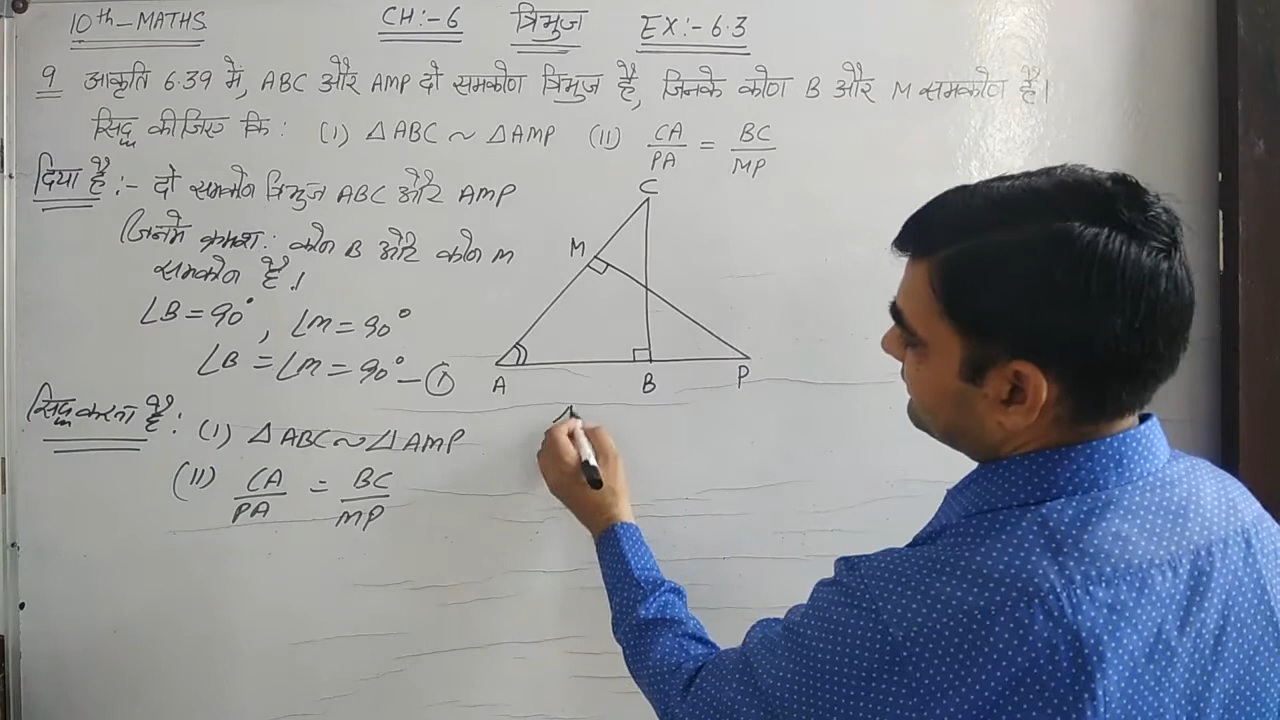 10th-MATHS CH:-6 त्रिभुज EX:-6.3
9 आकृति 6.39 में, ABC और AMP दो समकोण त्रिभुज है, जिनके कोण B और M समकोण हैं।
सिद्ध कीजिए कि: (I) △ABC ~ △AMP (II) CA/PA = BC/MP
दिया है:- दो समकोण त्रिभुज ABC और AMP
जिनमे क्रमश: कोण B और कोण M
समकोण है।
∠B = 90°, ∠M = 90°
∠B = ∠M = 90° - ①
सिद्ध करना है: (I) △ABC ~ △AMP
(II) CA/PA = BC/MP
C
M
A B P